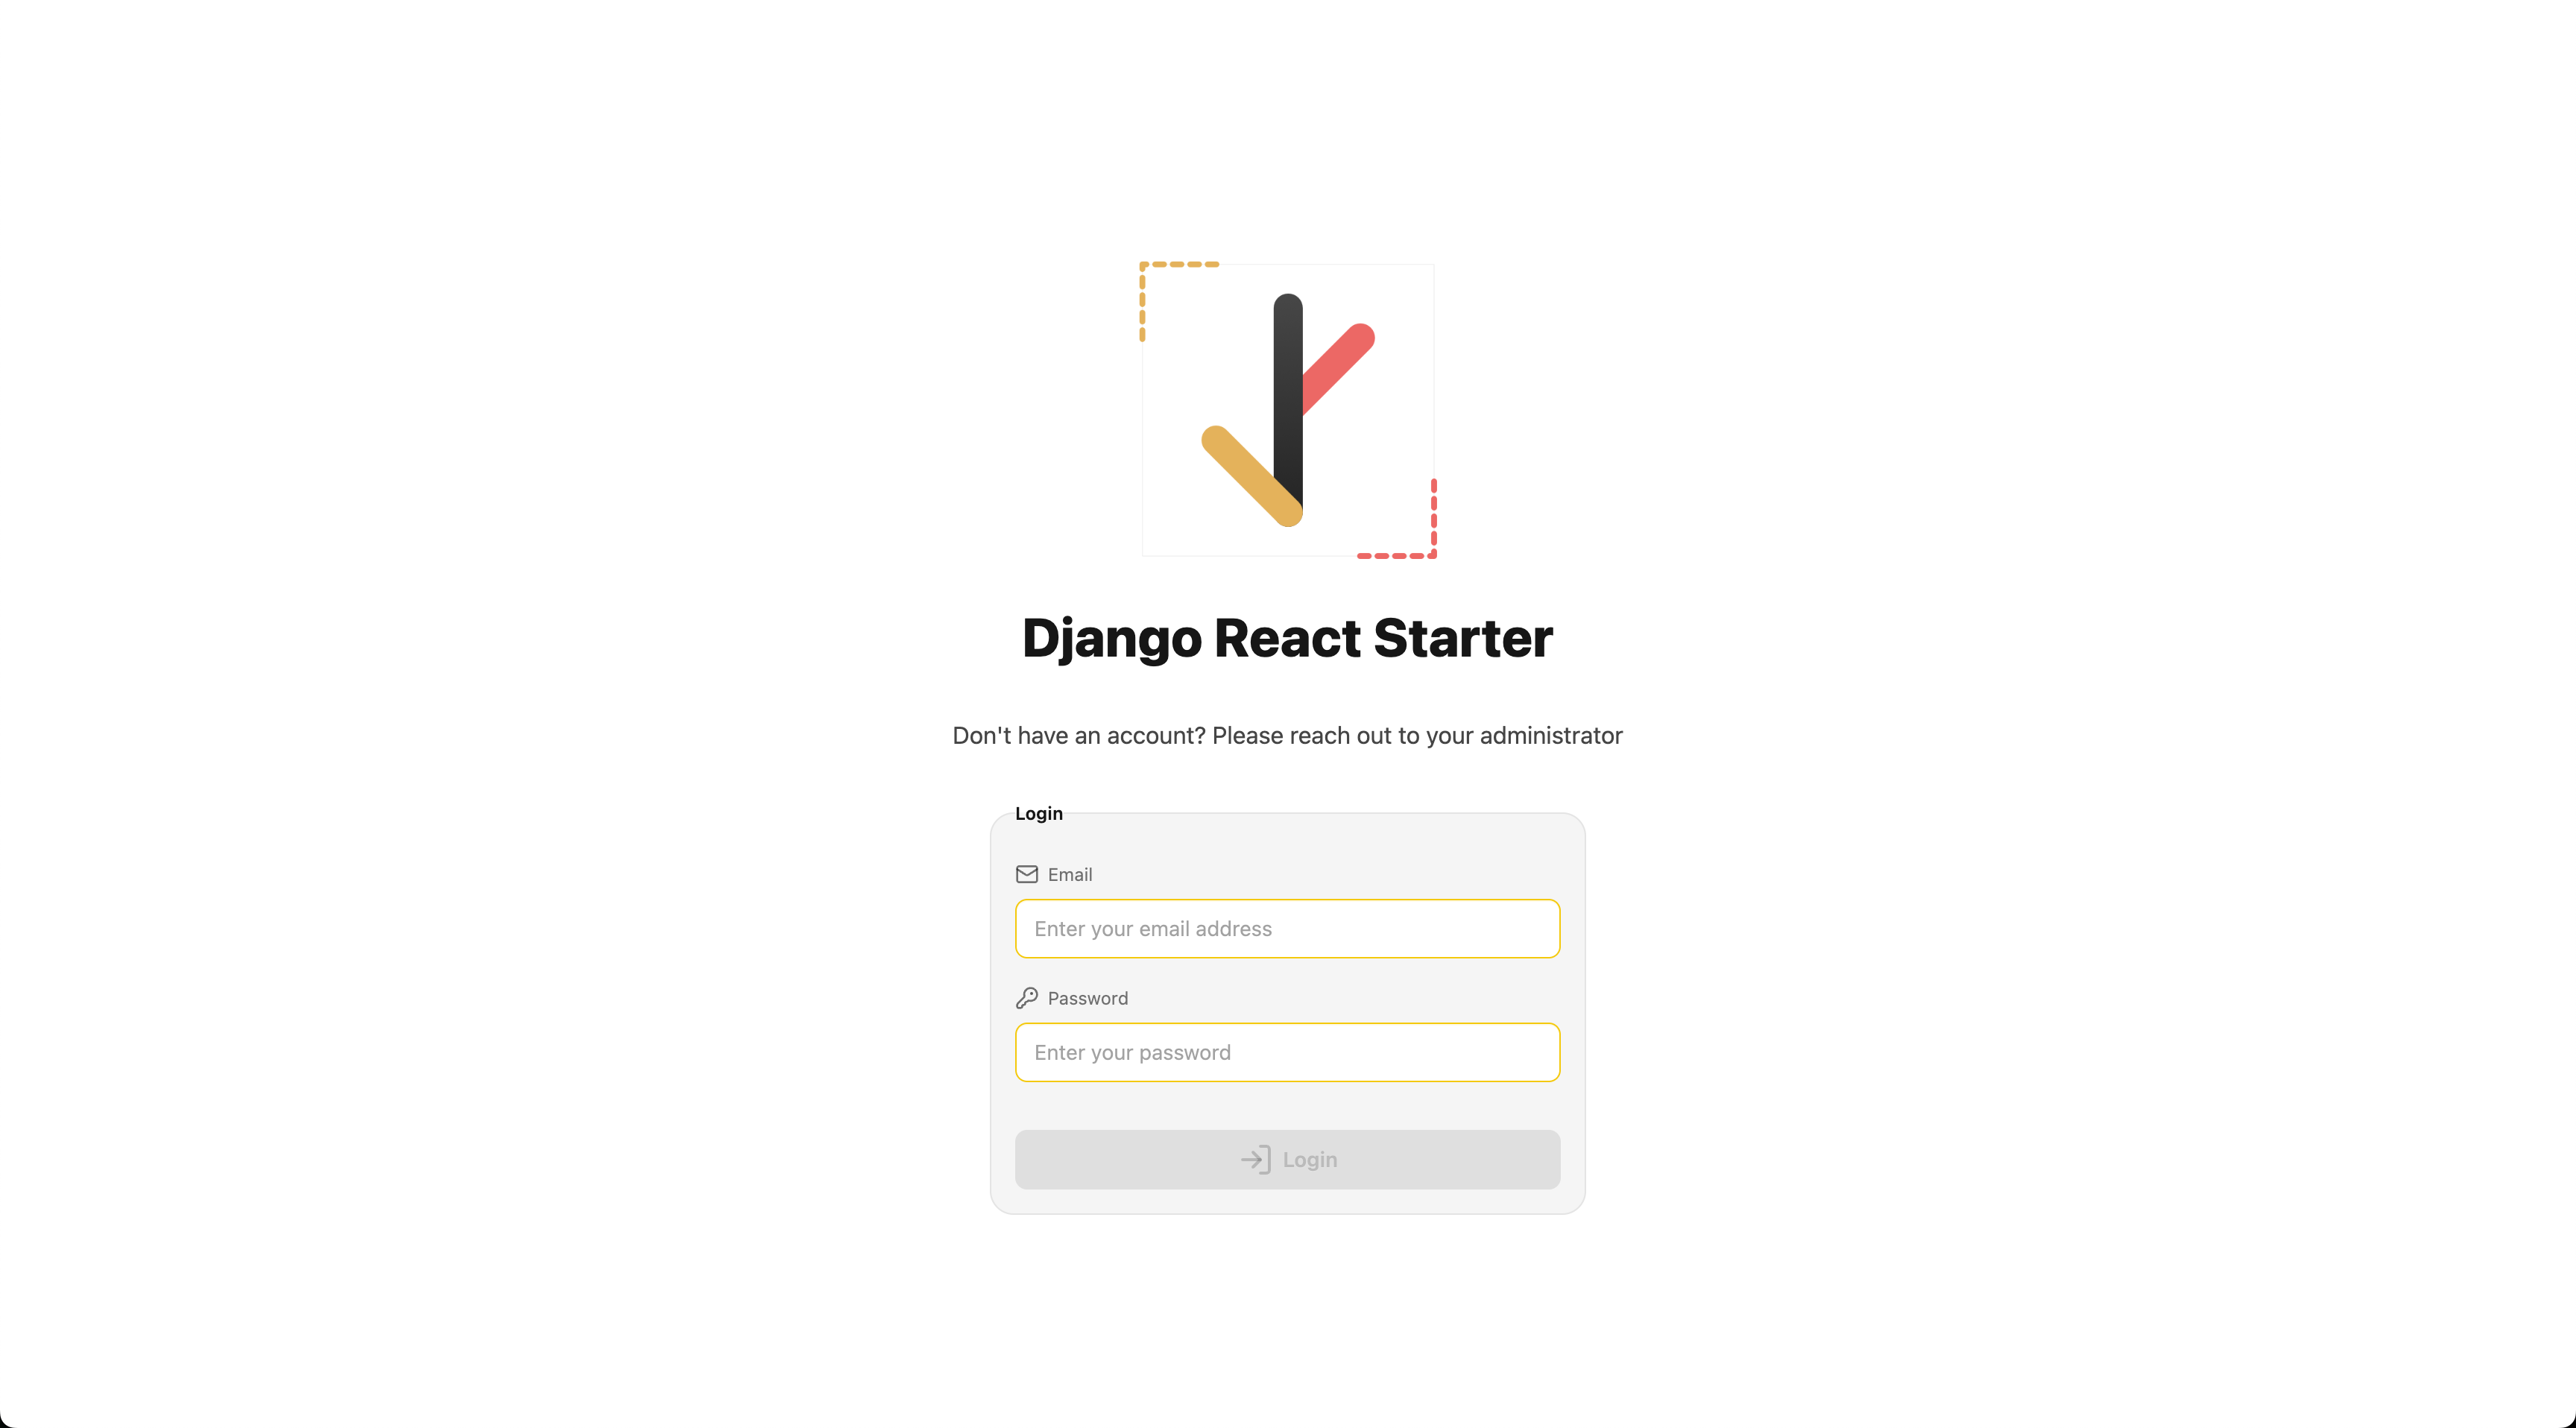 Django React Starter
Don't have an account? Please reach out to your administrator
Login
Email
Enter your email address
Password
Enter your password
Login